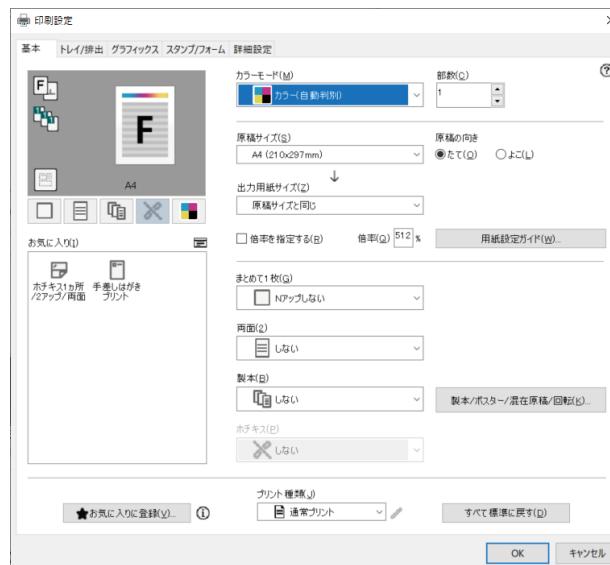 印刷設定
基本 トレイ/排出 グラフィックス スタンプ/フォーム 詳細設定
カラーモード(M)
カラー(自動判別)
部数(C)
1
原稿サイズ(S)
A4 (210x297mm)
原稿の向き
たて(O) よこ(L)
出力用紙サイズ(Z)
原稿サイズと同じ
倍率を指定する(R) 倍率(Q) 512 %
用紙設定ガイド(W)...
F
A4
お気に入り(I)
ホチキス1ヵ所
/2アップ/両面
手差しはがき
プリント
まとめて1枚(G)
Nアップしない
両面(2)
しない
製本(B)
しない
製本/ポスター/混在原稿/回転(K)...
ホチキス(P)
しない
お気に入りに登録(V)...
プリント種類(J)
通常プリント
すべて標準に戻す(D)
OK
キャンセル